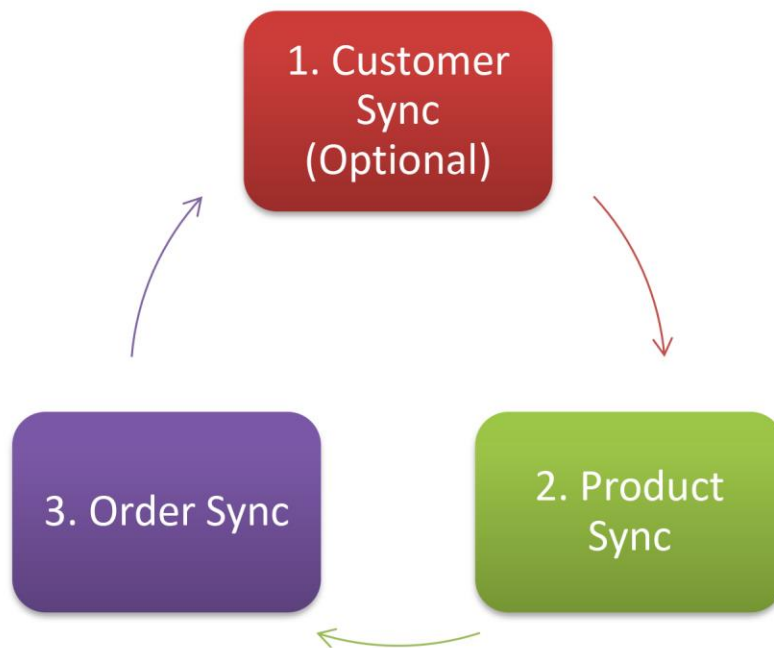 1. Customer
Sync
(Optional)
2. Product
Sync
3. Order Sync